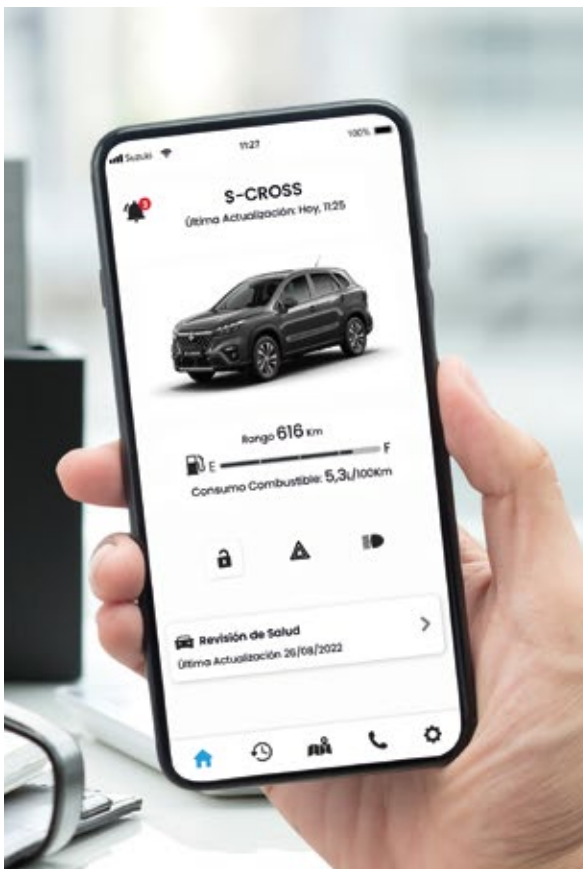 Suzuki 11:27 100%
3
S-CROSS
Última Actualización: Hoy, 11:25
Rango 616 Km
E F
Consumo Combustible: 5,3L/100Km
Revisión de Salud
Última Actualización 26/08/2022